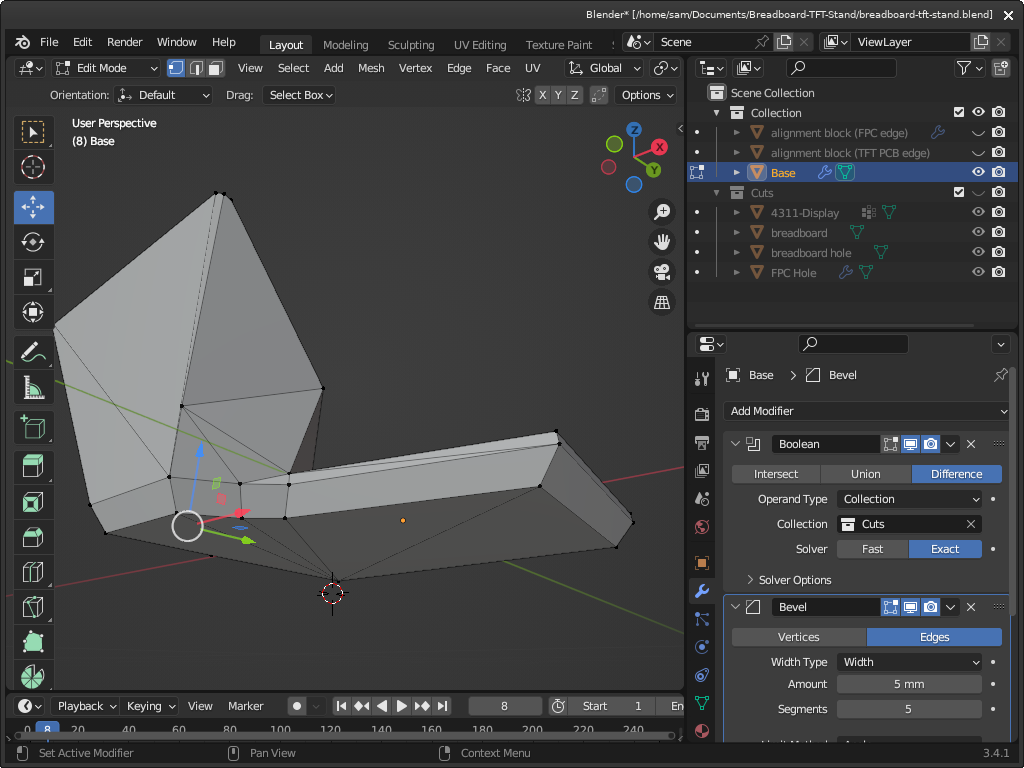 Blender* [/home/sam/Documents/Breadboard-TFT-Stand/breadboard-tft-stand.blend]
File Edit Render Window Help Layout Modeling Sculpting UV Editing Texture Paint Scene ViewLayer
Edit Mode View Select Add Mesh Vertex Edge Face UV Global
Orientation: Default Drag: Select Box X Y Z Options
User Perspective
(8) Base
Z
X
Y
Scene Collection
Collection
alignment block (FPC edge)
alignment block (TFT PCB edge)
Base
Cuts
4311-Display
breadboard
breadboard hole
FPC Hole
Base > Bevel
Add Modifier
Boolean
Intersect Union Difference
Operand Type Collection
Collection Cuts
Solver Fast Exact
Solver Options
Bevel
Vertices Edges
Width Type Width
Amount 5 mm
Segments 5
Playback Keying View Marker 8 Start 1 En
0 8 20 40 60 80 100 120 140 160 180 200 220 240
Set Active Modifier Pan View Context Menu 3.4.1